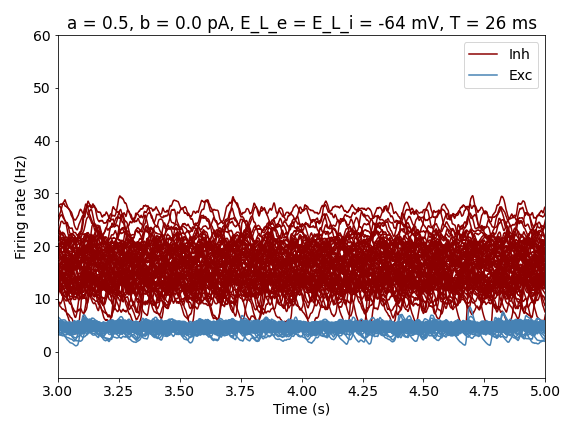 a = 0.5, b = 0.0 pA, E_L_e = E_L_i = -64 mV, T = 26 ms
60
50
40
30
20
10
0
Firing rate (Hz)
Inh
Exc
3.00 3.25 3.50 3.75 4.00 4.25 4.50 4.75 5.00
Time (s)